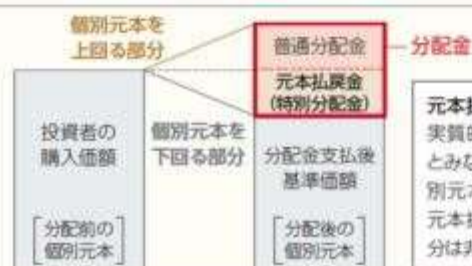 個別元本を
上回る部分
普通分配金
分配金
元本払戻金
(特別分配金)
投資者の
購入価額
個別元本を
下回る部分
分配金支払後
基準価額
分配前の
個別元本
分配後の
個別元本
実質的
とみな
別元本
元本払
分は非